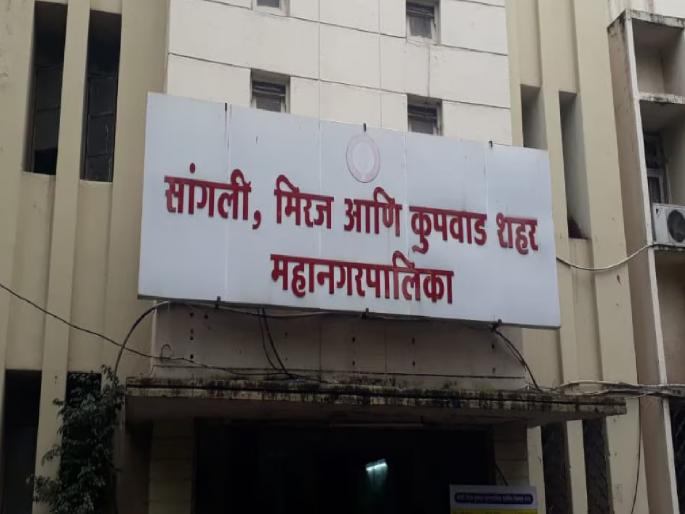 सांगली, मिरज आणि कुपवाड शहर
महानगरपालिका